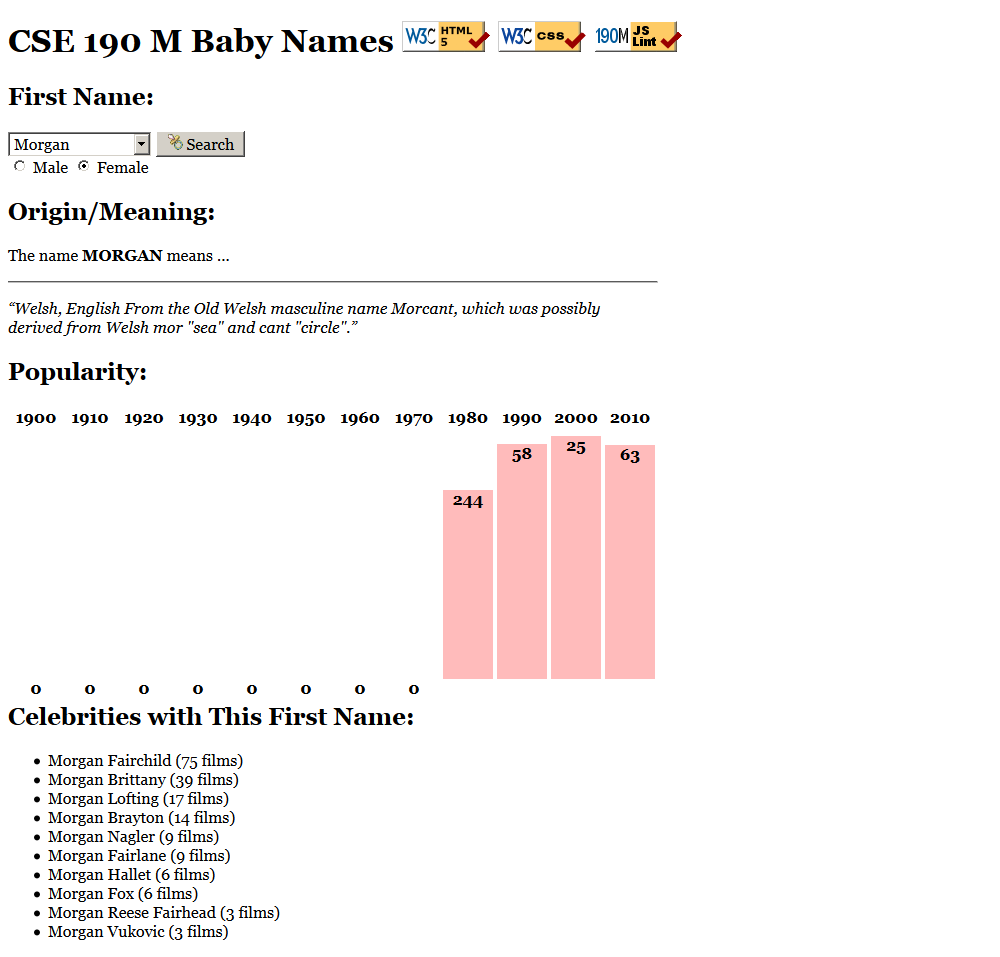 CSE 190 M Baby Names W3C HTML 5 W3C css 190M JS Lint
First Name:
Morgan Search
Male Female
Origin/Meaning:
The name MORGAN means ...
“Welsh, English From the Old Welsh masculine name Morcant, which was possibly
derived from Welsh mor "sea" and cant "circle".”
Popularity:
1900 1910 1920 1930 1940 1950 1960 1970 1980 1990 2000 2010
0 0 0 0 0 0 0 0 244 58 25 63
Celebrities with This First Name:
• Morgan Fairchild (75 films)
• Morgan Brittany (39 films)
• Morgan Lofting (17 films)
• Morgan Brayton (14 films)
• Morgan Nagler (9 films)
• Morgan Fairlane (9 films)
• Morgan Hallet (6 films)
• Morgan Fox (6 films)
• Morgan Reese Fairhead (3 films)
• Morgan Vukovic (3 films)